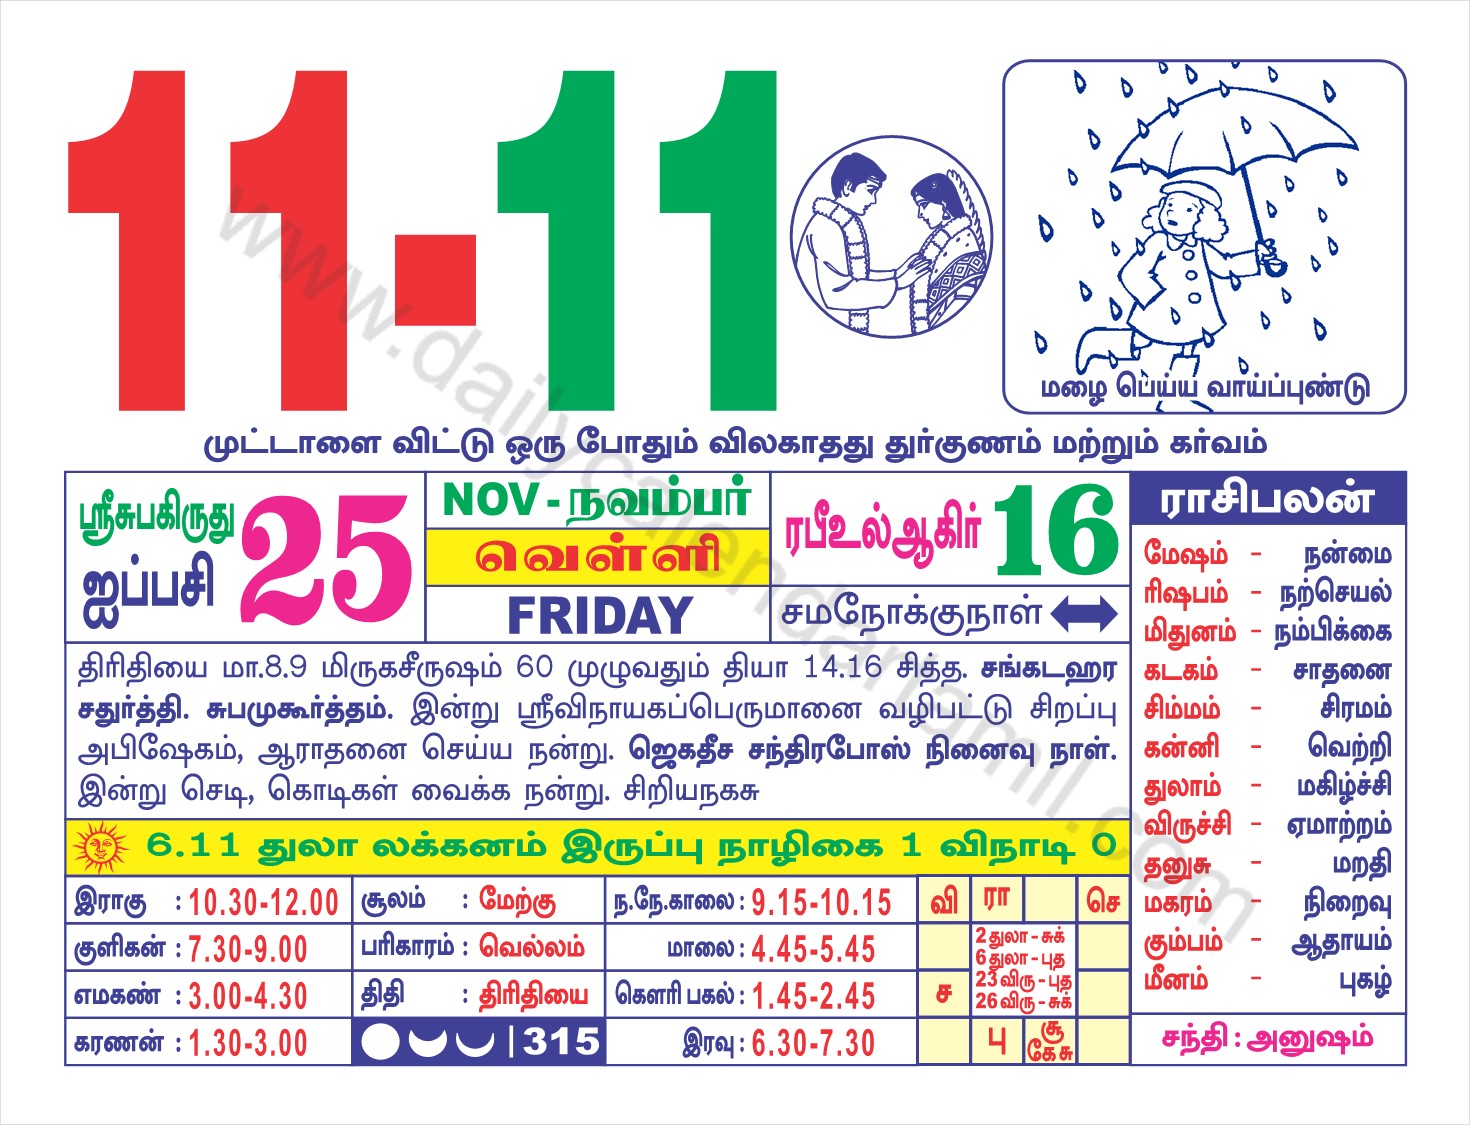 11-11
மழை பெய்ய வாய்ப்புண்டு
முட்டாளை விட்டு ஒரு போதும் விலகாதது துர்குணம் மற்றும் கர்வம்
ஸ்ரீசுபகிருது
ஐப்பசி
25
NOV - நவம்பர்
வெள்ளி
FRIDAY
ரபீஉல்ஆகிர் 16
சமநோக்குநாள்
திரிதியை மா.8.9 மிருகசீருஷம் 60 முழுவதும் தியா 14.16 சித்த. சங்கடஹர
சதுர்த்தி. சுபமுகூர்த்தம். இன்று ஸ்ரீவிநாயகப்பெருமானை வழிபட்டு சிறப்பு
அபிஷேகம், ஆராதனை செய்ய நன்று. ஜெகதீச சந்திரபோஸ் நினைவு நாள்.
இன்று செடி, கொடிகள் வைக்க நன்று. சிறியநகசு
6.11 துலா லக்கனம் இருப்பு நாழிகை 1 விநாடி 0
இராகு : 10.30-12.00
குளிகன் : 7.30-9.00
எமகண் : 3.00-4.30
கரணன் : 1.30-3.00
சூலம் : மேற்கு
பரிகாரம் : வெல்லம்
திதி : திரிதியை
|315
ந.நே.காலை : 9.15-10.15
மாலை : 4.45-5.45
கௌரி பகல் : 1.45-2.45
இரவு : 6.30-7.30
வி ரா செ
2 துலா - சுக்
6 துலா - புத
23 விரு - புத
26 விரு - சுக்
ச
பு சூ
கேசு
ராசிபலன்
மேஷம் - நன்மை
ரிஷபம் - நற்செயல்
மிதுனம் - நம்பிக்கை
கடகம் - சாதனை
சிம்மம் - சிரமம்
கன்னி - வெற்றி
துலாம் - மகிழ்ச்சி
விருச்சி - ஏமாற்றம்
தனுசு - மறதி
மகரம் - நிறைவு
கும்பம் - ஆதாயம்
மீனம் - புகழ்
சந்தி : அனுஷம்
www.dailycalendartamil.com